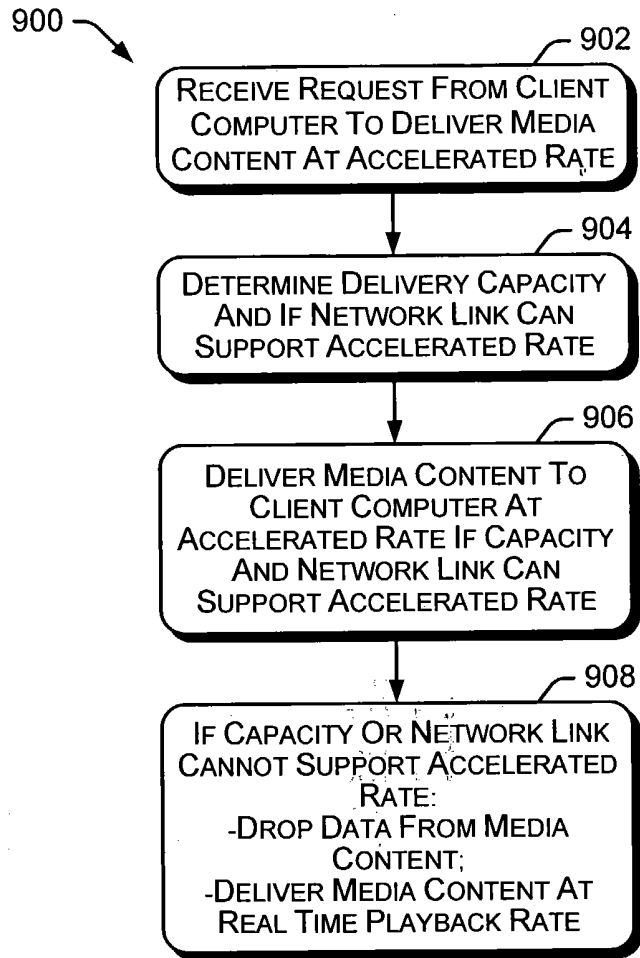 900
902
RECEIVE REQUEST FROM CLIENT
COMPUTER TO DELIVER MEDIA
CONTENT AT ACCELERATED RATE
904
DETERMINE DELIVERY CAPACITY
AND IF NETWORK LINK CAN
SUPPORT ACCELERATED RATE
906
DELIVER MEDIA CONTENT TO
CLIENT COMPUTER AT
ACCELERATED RATE IF CAPACITY
AND NETWORK LINK CAN
SUPPORT ACCELERATED RATE
908
IF CAPACITY OR NETWORK LINK
CANNOT SUPPORT ACCELERATED
RATE:
-DROP DATA FROM MEDIA
CONTENT;
-DELIVER MEDIA CONTENT AT
REAL TIME PLAYBACK RATE